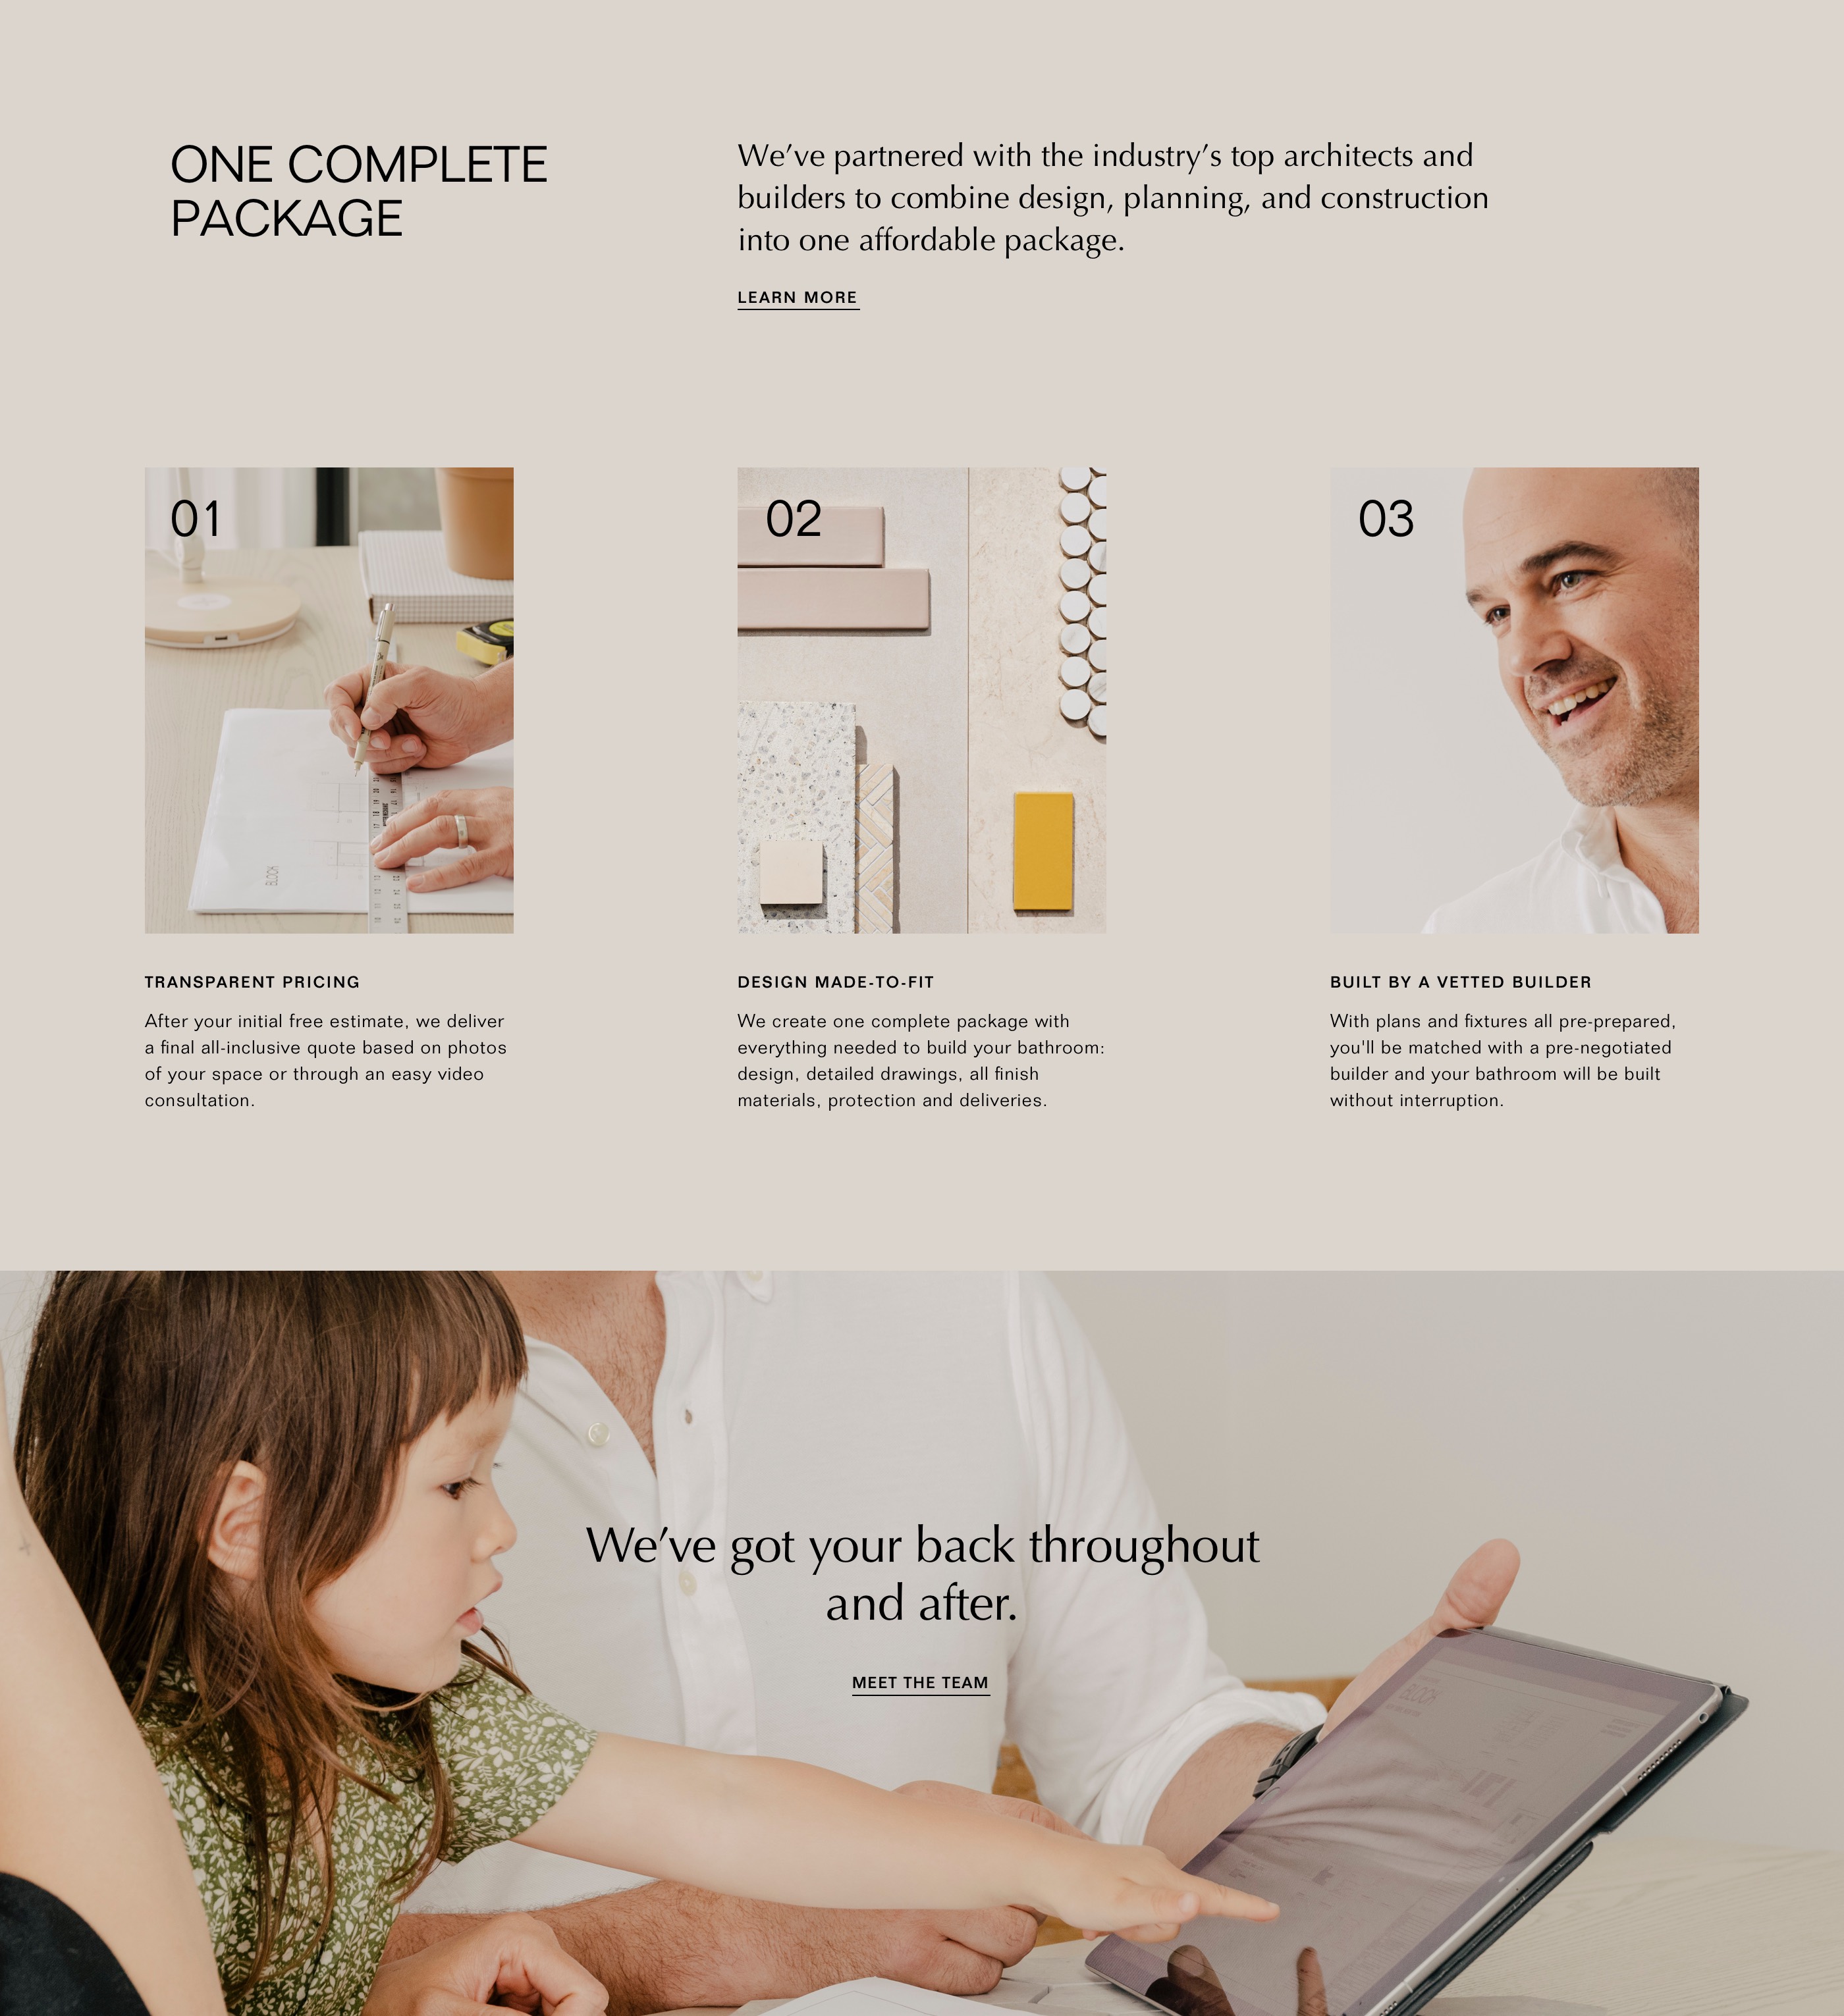 ONE COMPLETE
PACKAGE
We’ve partnered with the industry’s top architects and
builders to combine design, planning, and construction
into one affordable package.
LEARN MORE
01
02
03
BLOCK
TRANSPARENT PRICING
After your initial free estimate, we deliver
a final all-inclusive quote based on photos
of your space or through an easy video
consultation.
DESIGN MADE-TO-FIT
We create one complete package with
everything needed to build your bathroom:
design, detailed drawings, all finish
materials, protection and deliveries.
BUILT BY A VETTED BUILDER
With plans and fixtures all pre-prepared,
you'll be matched with a pre-negotiated
builder and your bathroom will be built
without interruption.
We’ve got your back throughout
and after.
MEET THE TEAM